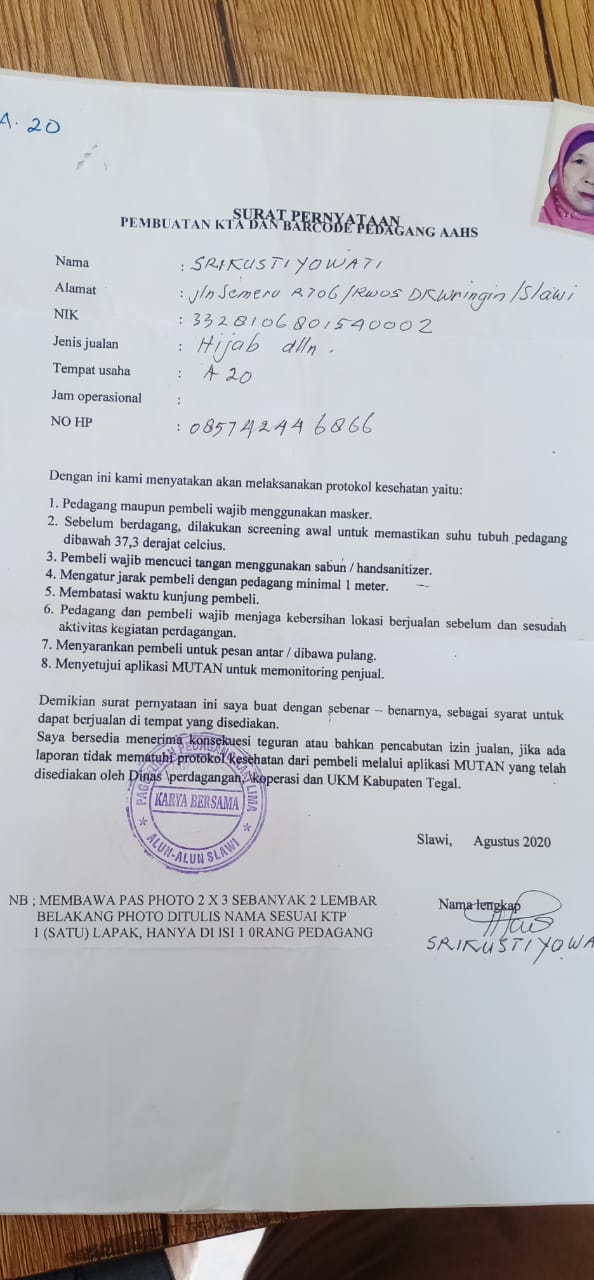 A. 20
SURAT PERNYATAAN
PEMBUATAN KTA DAN BARCODE PEDAGANG AAHS
Nama : SRIKUSTIYOWATI
Alamat : jln Semeru RT06/RW05 DKWringin/Slawi
NIK : 3328106801540002
Jenis jualan : Hijab dlln.
Tempat usaha : A 20
Jam operasional :
NO HP : 085742446866
Dengan ini kami menyatakan akan melaksanakan protokol kesehatan yaitu:
1. Pedagang maupun pembeli wajib menggunakan masker.
2. Sebelum berdagang, dilakukan screening awal untuk memastikan suhu tubuh pedagang
dibawah 37,3 derajat celcius.
3. Pembeli wajib mencuci tangan menggunakan sabun / handsanitizer.
4. Mengatur jarak pembeli dengan pedagang minimal 1 meter.
5. Membatasi waktu kunjung pembeli.
6. Pedagang dan pembeli wajib menjaga kebersihan lokasi berjualan sebelum dan sesudah
aktivitas kegiatan perdagangan.
7. Menyarankan pembeli untuk pesan antar / dibawa pulang.
8. Menyetujui aplikasi MUTAN untuk memonitoring penjual.
Demikian surat pernyataan ini saya buat dengan sebenar – benarnya, sebagai syarat untuk
dapat berjualan di tempat yang disediakan.
Saya bersedia menerima konsekuesi teguran atau bahkan pencabutan izin jualan, jika ada
laporan tidak mematuhi protokol kesehatan dari pembeli melalui aplikasi MUTAN yang telah
disediakan oleh Dinas \perdagangan, koperasi dan UKM Kabupaten Tegal.
PAGUYUBAN PEDAGANG KAKI LIMA
KARYA BERSAMA
* ALUN-ALUN SLAWI *
Slawi, Agustus 2020
NB ; MEMBAWA PAS PHOTO 2 X 3 SEBANYAK 2 LEMBAR
BELAKANG PHOTO DITULIS NAMA SESUAI KTP
1 (SATU) LAPAK, HANYA DI ISI 1 0RANG PEDAGANG
Nama lengkap
SRIKUSTIYOWA